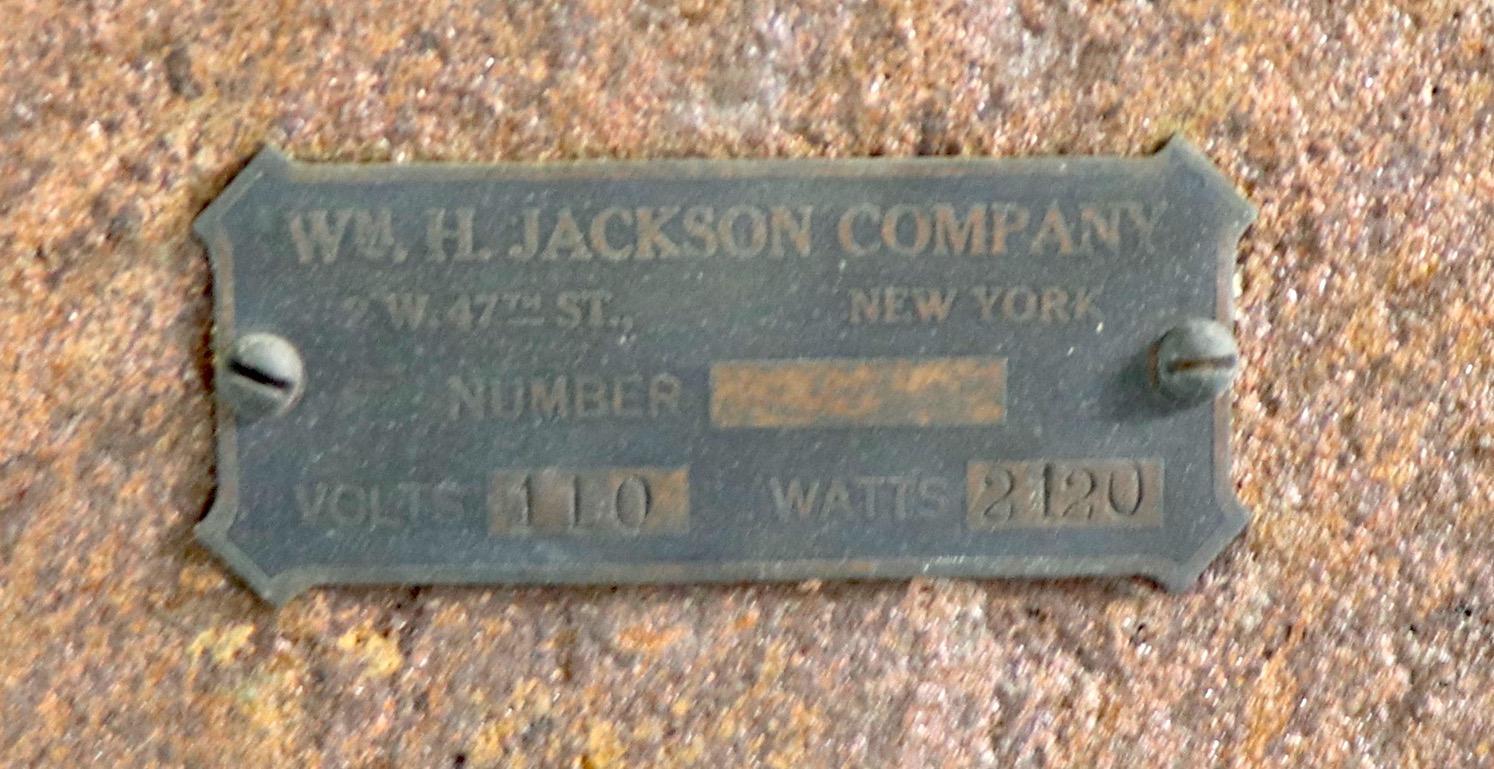 WM. H. JACKSON COMPANY
2 W. 47TH ST., NEW YORK
NUMBER
VOLTS 110 WATTS 2120